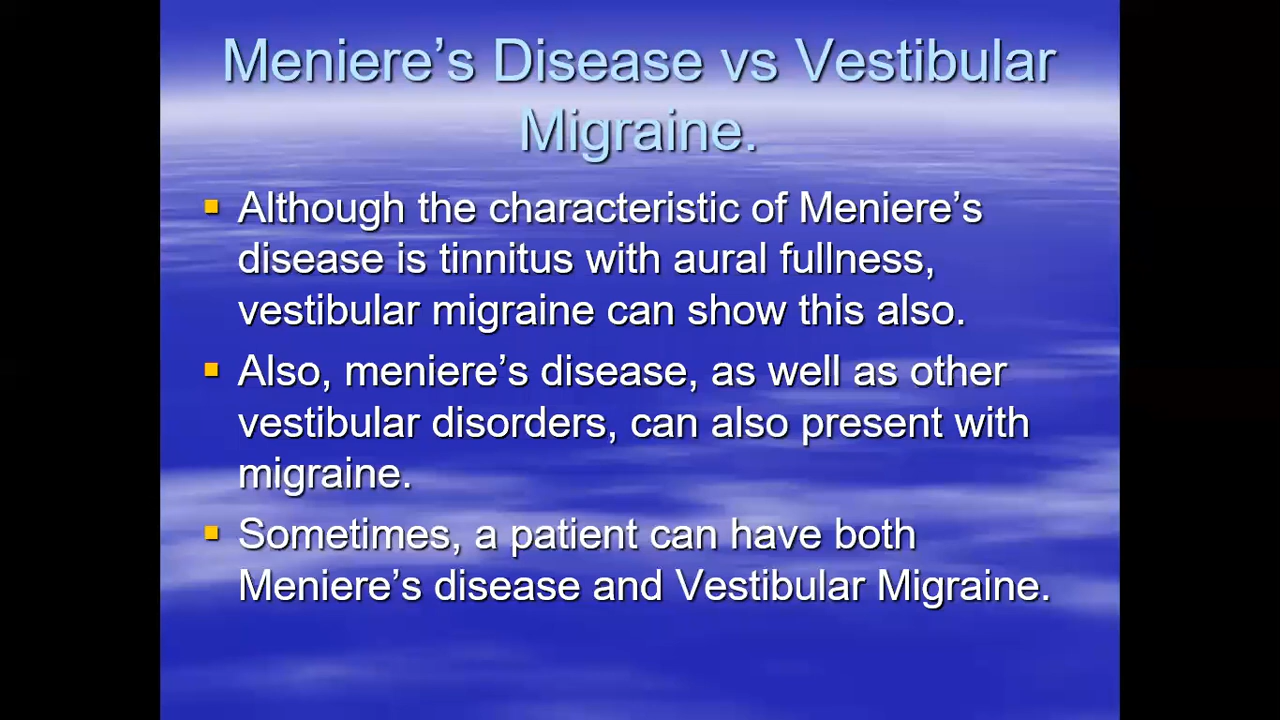 Meniere’s Disease vs Vestibular
Migraine.
Although the characteristic of Meniere’s
disease is tinnitus with aural fullness,
vestibular migraine can show this also.
Also, meniere’s disease, as well as other
vestibular disorders, can also present with
migraine.
Sometimes, a patient can have both
Meniere’s disease and Vestibular Migraine.